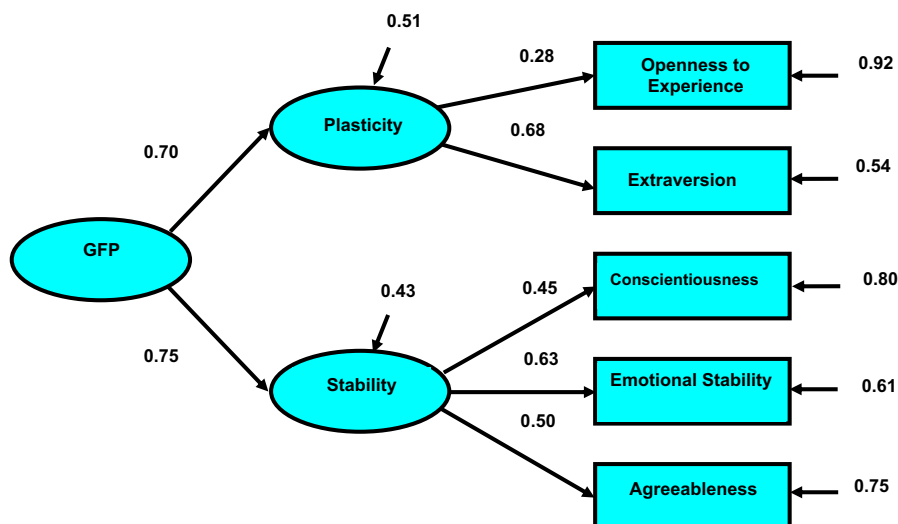 0.51
0.28
Openness to
Experience
0.92
Plasticity
0.70
0.68
Extraversion
0.54
GFP
0.43
0.45
Conscientiousness
0.80
0.75
0.63
Stability
Emotional Stability
0.61
0.50
Agreeableness
0.75